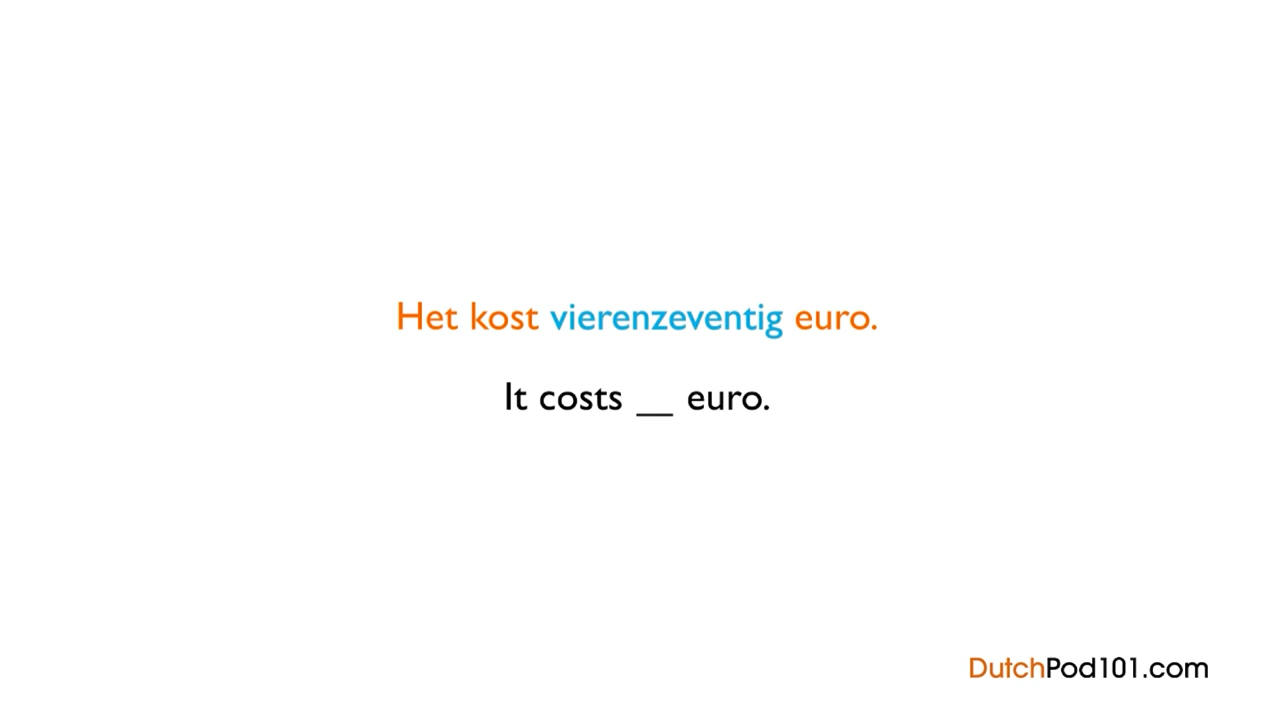 Het kost vierenzeventig euro.
It costs __ euro.
DutchPod101.com